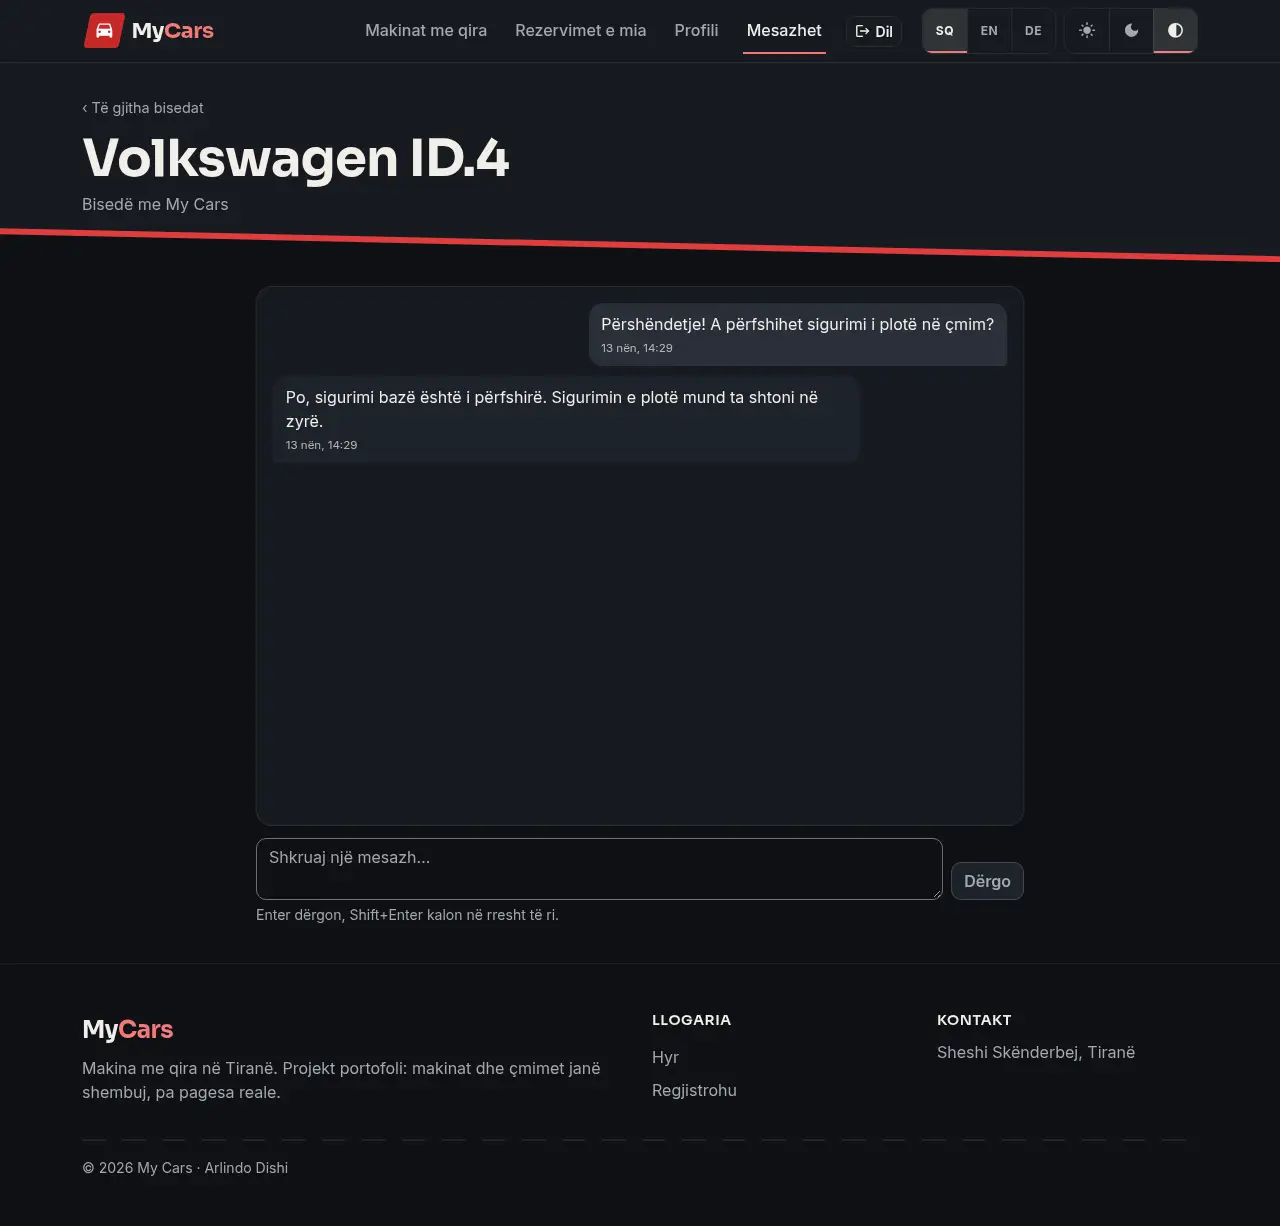 MyCars
Makinat me qira
Rezervimet e mia
Profili
Mesazhet
Dil
SQ
EN
DE
‹ Të gjitha bisedat
Volkswagen ID.4
Bisedë me My Cars
Përshëndetje! A përfshihet sigurimi i plotë në çmim?
13 nën, 14:29
Po, sigurimi bazë është i përfshirë. Sigurimin e plotë mund ta shtoni në
zyrë.
13 nën, 14:29
Shkruaj një mesazh…
Dërgo
Enter dërgon, Shift+Enter kalon në rresht të ri.
MyCars
Makina me qira në Tiranë. Projekt portofoli: makinat dhe çmimet janë
shembuj, pa pagesa reale.
LLOGARIA
Hyr
Regjistrohu
KONTAKT
Sheshi Skënderbej, Tiranë
© 2026 My Cars · Arlindo Dishi